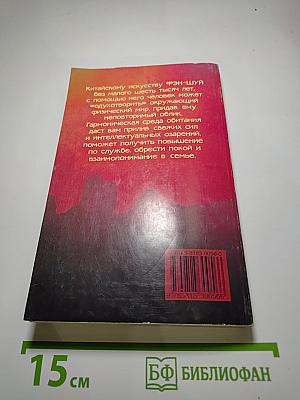 Китайскому искусству ФЭН-ШУЙ
без малого шесть тысяч лет,
с помощью него человек может
«одухотворить» окружающий
физический мир, придав ему
неповторимый облик.
Гармоническая среда обитания
даст вам прилив свежих сил
и интеллектуальных озарений,
поможет получить повышение
по службе, обрести покой и
взаимопонимание в семье.
15 см
БФ БИБЛИОФАН